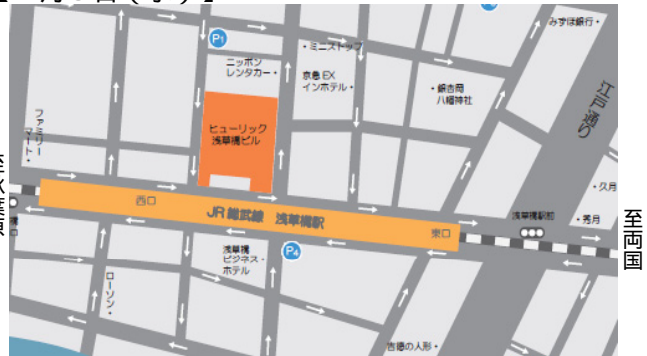 みずほ銀行・
P1
・ミニストップ
ニッポン
レンタカー・
京急EX
インホテル・
・銀杏岡
八幡神社
江戸通り
ファミリー
マート・
ヒューリック
浅草橋ビル
・久月
西口
JR総武線 浅草橋駅
東口
浅草橋駅前
・秀月
至両国
浅草橋
ビジネス・
ホテル
P4
ローソン・
吉徳の人形・